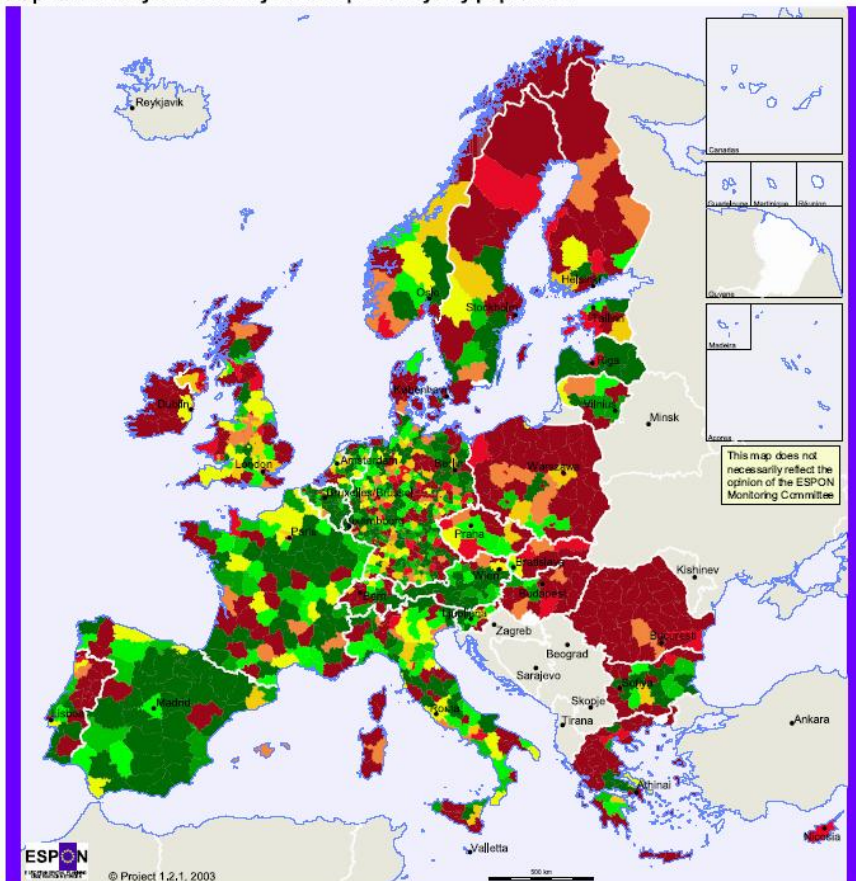 Reykjavik
Canarias
Guadeloupe Martinique Réunion
Guyane
Madeira
Açores
This map does not
necessarily reflect the
opinion of the ESPON
Monitoring Committee
Oslo
Helsinki
Stockholm
Tallinn
Riga
Vilnius
Minsk
København
Dublin
London
Amsterdam
Berlin
Warszawa
Bruxelles/Brussel
Luxembourg
Paris
Praha
Kishinev
Wien
Bratislava
Budapest
Bern
Ljubljana
Zagreb
Bucuresti
Beograd
Sarajevo
Sofiya
Skopje
Tirana
Roma
Madrid
Lisboa
Ankara
Athinai
Nicosia
Valletta
ESPON
© Project 1.2.1, 2003
500 km